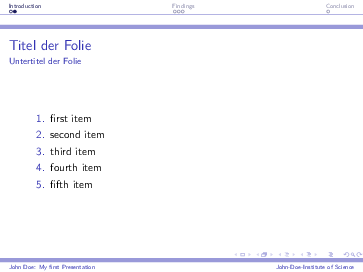 Introduction Findings Conclusion
Titel der Folie
Untertitel der Folie
1. first item
2. second item
3. third item
4. fourth item
5. fifth item
John Doe: My first Presentation John-Doe-Institute of Science